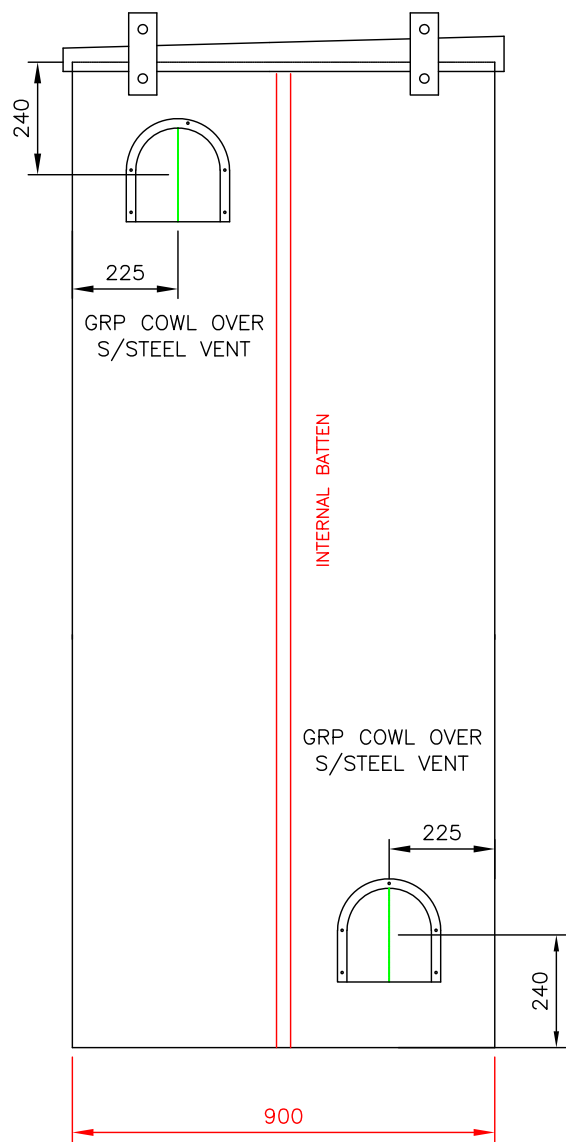 240
225
GRP COWL OVER
S/STEEL VENT
INTERNAL BATTEN
GRP COWL OVER
S/STEEL VENT
225
240
900